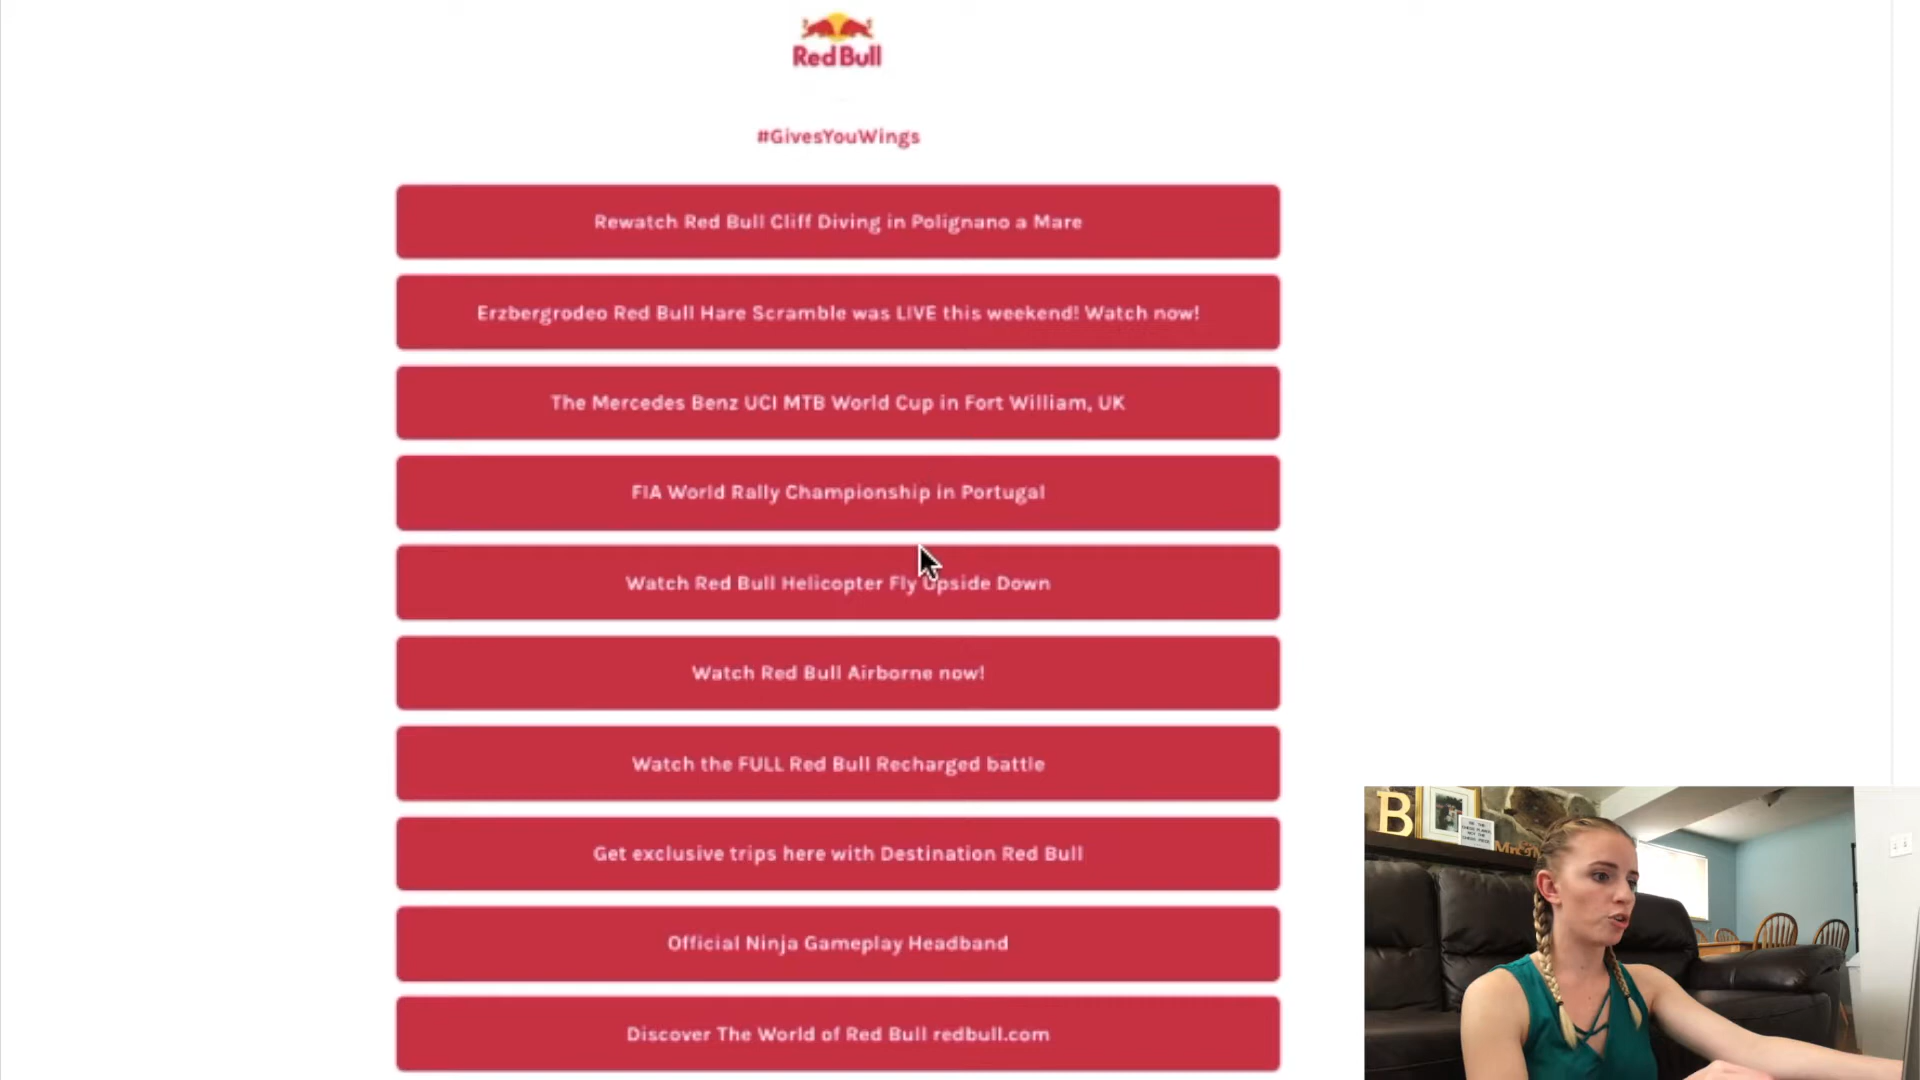 Red Bull
#GivesYouWings
Rewatch Red Bull Cliff Diving in Polignano a Mare
Erzbergrodeo Red Bull Hare Scramble was LIVE this weekend! Watch now!
The Mercedes Benz UCI MTB World Cup in Fort William, UK
FIA World Rally Championship in Portugal
Watch Red Bull Helicopter Fly Upside Down
Watch Red Bull Airborne now!
Watch the FULL Red Bull Recharged battle
Get exclusive trips here with Destination Red Bull
Official Ninja Gameplay Headband
Discover The World of Red Bull redbull.com
B